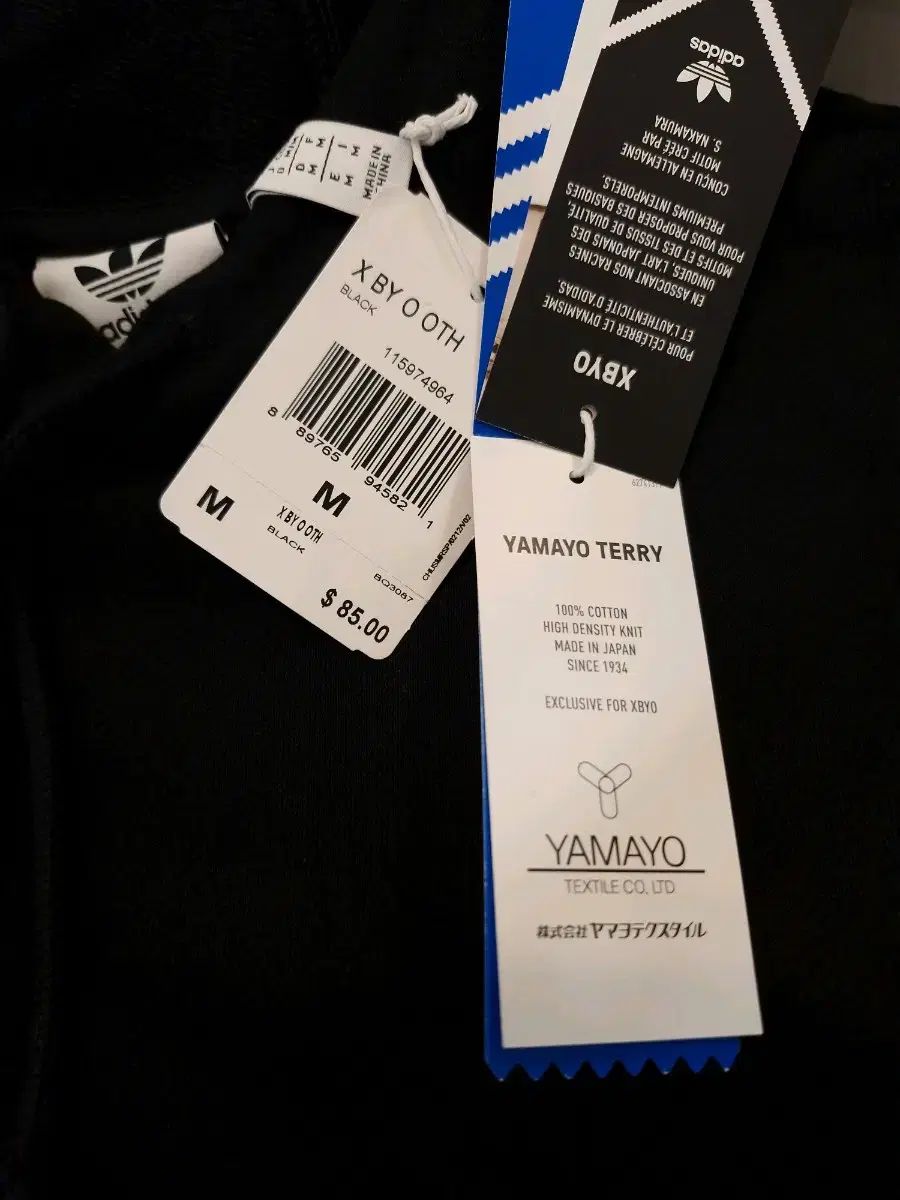 adidas
D F
M M
E I
M M
MADE IN
CHINA
X BY O OTH
BLACK
115974964
8 89765 94582 1
M
M
X BY O OTH
BLACK
BQ3087
$ 85.00
adidas
XBYO
POUR CÉLÉBRER LE DYNAMISME
ET L'AUTHENTICITÉ D'ADIDAS,
EN ASSOCIANT NOS RACINES
UNIQUES, L'ART JAPONAIS DES
MOTIFS ET DES TISSUS DE QUALITÉ,
POUR VOUS PROPOSER DES BASIQUES
PREMIUMS INTEMPORELS.
CONÇU EN ALLEMAGNE
MOTIF CRÉÉ PAR
S. NAKAMURA
YAMAYO TERRY
100% COTTON
HIGH DENSITY KNIT
MADE IN JAPAN
SINCE 1934
EXCLUSIVE FOR XBYO
YAMAYO
TEXTILE CO, LTD
株式会社ヤマヨテクスタイル